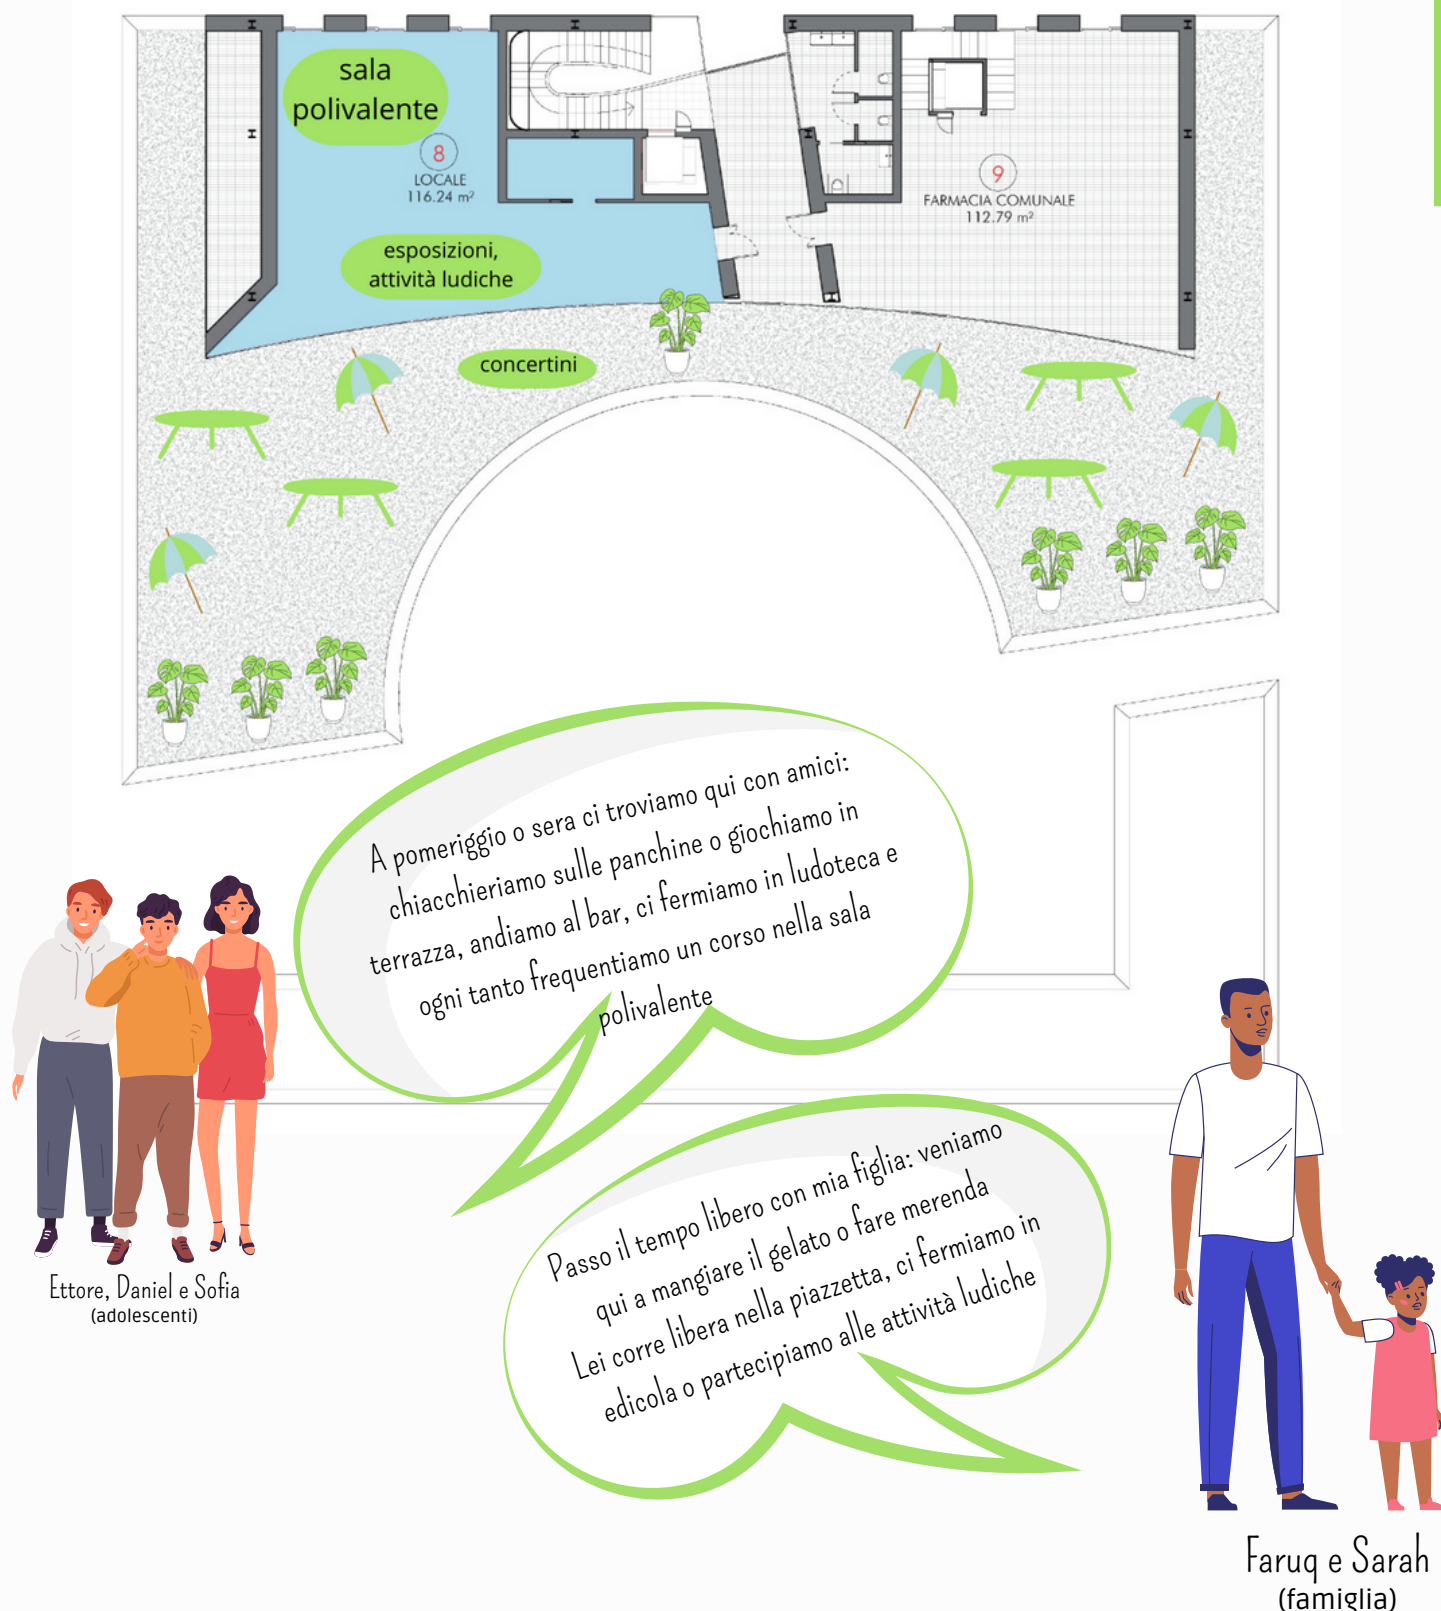 sala
polivalente
8
LOCALE
116.24 m²
9
FARMACIA COMUNALE
112.79 m²
esposizioni,
attività ludiche
concertini
A pomeriggio o sera ci troviamo qui con amici:
chiacchieriamo sulle panchine o giochiamo in
terrazza, andiamo al bar, ci fermiamo in ludoteca e
ogni tanto frequentiamo un corso nella sala
polivalente
Ettore, Daniel e Sofia
(adolescenti)
Passo il tempo libero con mia figlia: veniamo
qui a mangiare il gelato o fare merenda
Lei corre libera nella piazzetta, ci fermiamo in
edicola o partecipiamo alle attività ludiche
Faruq e Sarah
(famiglia)